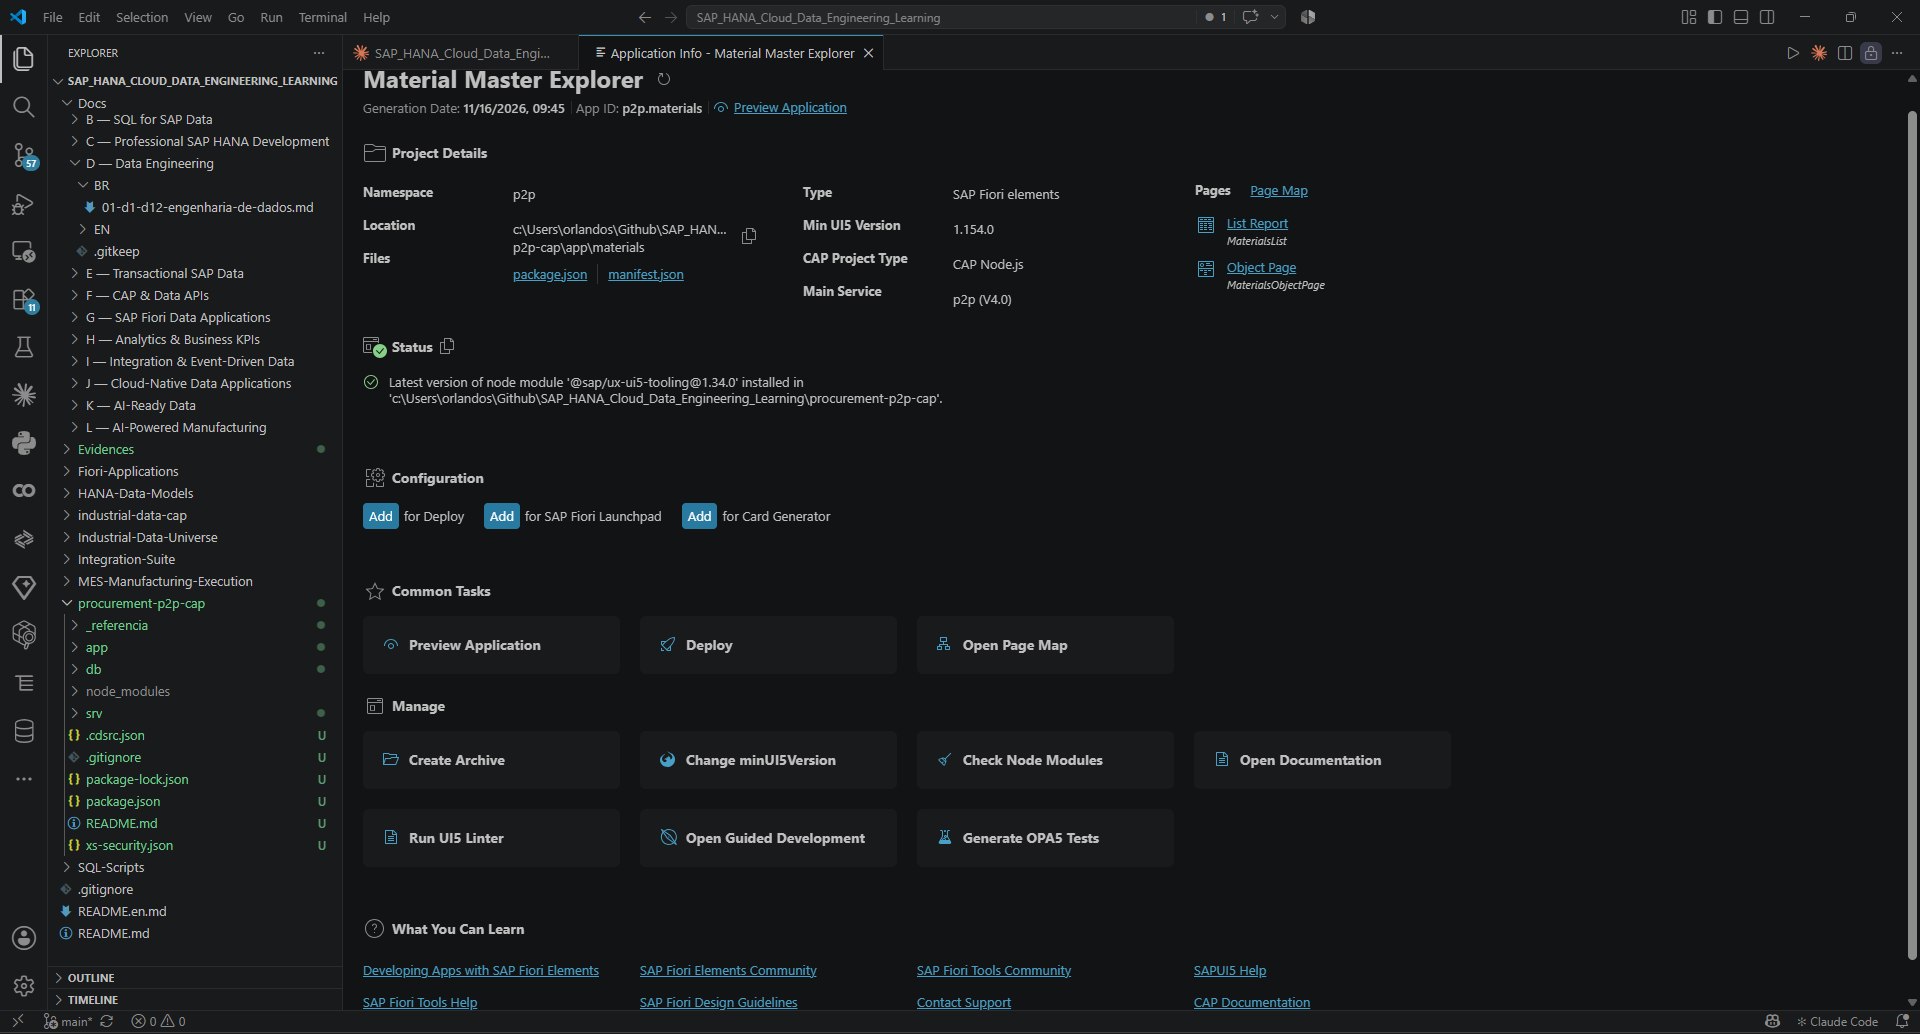 File Edit Selection View Go Run Terminal Help
SAP_HANA_Cloud_Data_Engineering_Learning
1
EXPLORER
SAP_HANA_CLOUD_DATA_ENGINEERING_LEARNING
Docs
B — SQL for SAP Data
C — Professional SAP HANA Development
D — Data Engineering
BR
01-d1-d12-engenharia-de-dados.md
EN
.gitkeep
E — Transactional SAP Data
F — CAP & Data APIs
G — SAP Fiori Data Applications
H — Analytics & Business KPIs
I — Integration & Event-Driven Data
J — Cloud-Native Data Applications
K — AI-Ready Data
L — AI-Powered Manufacturing
Evidences
Fiori-Applications
HANA-Data-Models
industrial-data-cap
Industrial-Data-Universe
Integration-Suite
MES-Manufacturing-Execution
procurement-p2p-cap
_referencia
app
db
node_modules
srv
.cdsrc.json U
.gitignore U
package-lock.json U
package.json U
README.md U
xs-security.json U
SQL-Scripts
.gitignore
README.en.md
README.md
OUTLINE
TIMELINE
57
11
SAP_HANA_Cloud_Data_Engi...
Application Info - Material Master Explorer
Material Master Explorer
Generation Date: 11/16/2026, 09:45 App ID: p2p.materials Preview Application
Project Details
Namespace p2p
Location c:\Users\orlandos\Github\SAP_HAN...
p2p-cap\app\materials
Files package.json manifest.json
Type SAP Fiori elements
Min UI5 Version 1.154.0
CAP Project Type CAP Node.js
Main Service p2p (V4.0)
Pages Page Map
List Report
MaterialsList
Object Page
MaterialsObjectPage
Status
Latest version of node module '@sap/ux-ui5-tooling@1.34.0' installed in
'c:\Users\orlandos\Github\SAP_HANA_Cloud_Data_Engineering_Learning\procurement-p2p-cap'.
Configuration
Add for Deploy Add for SAP Fiori Launchpad Add for Card Generator
Common Tasks
Preview Application Deploy Open Page Map
Manage
Create Archive Change minUI5Version Check Node Modules Open Documentation
Run UI5 Linter Open Guided Development Generate OPA5 Tests
What You Can Learn
Developing Apps with SAP Fiori Elements SAP Fiori Elements Community SAP Fiori Tools Community SAPUI5 Help
SAP Fiori Tools Help SAP Fiori Design Guidelines Contact Support CAP Documentation
main* 0 0 Claude Code